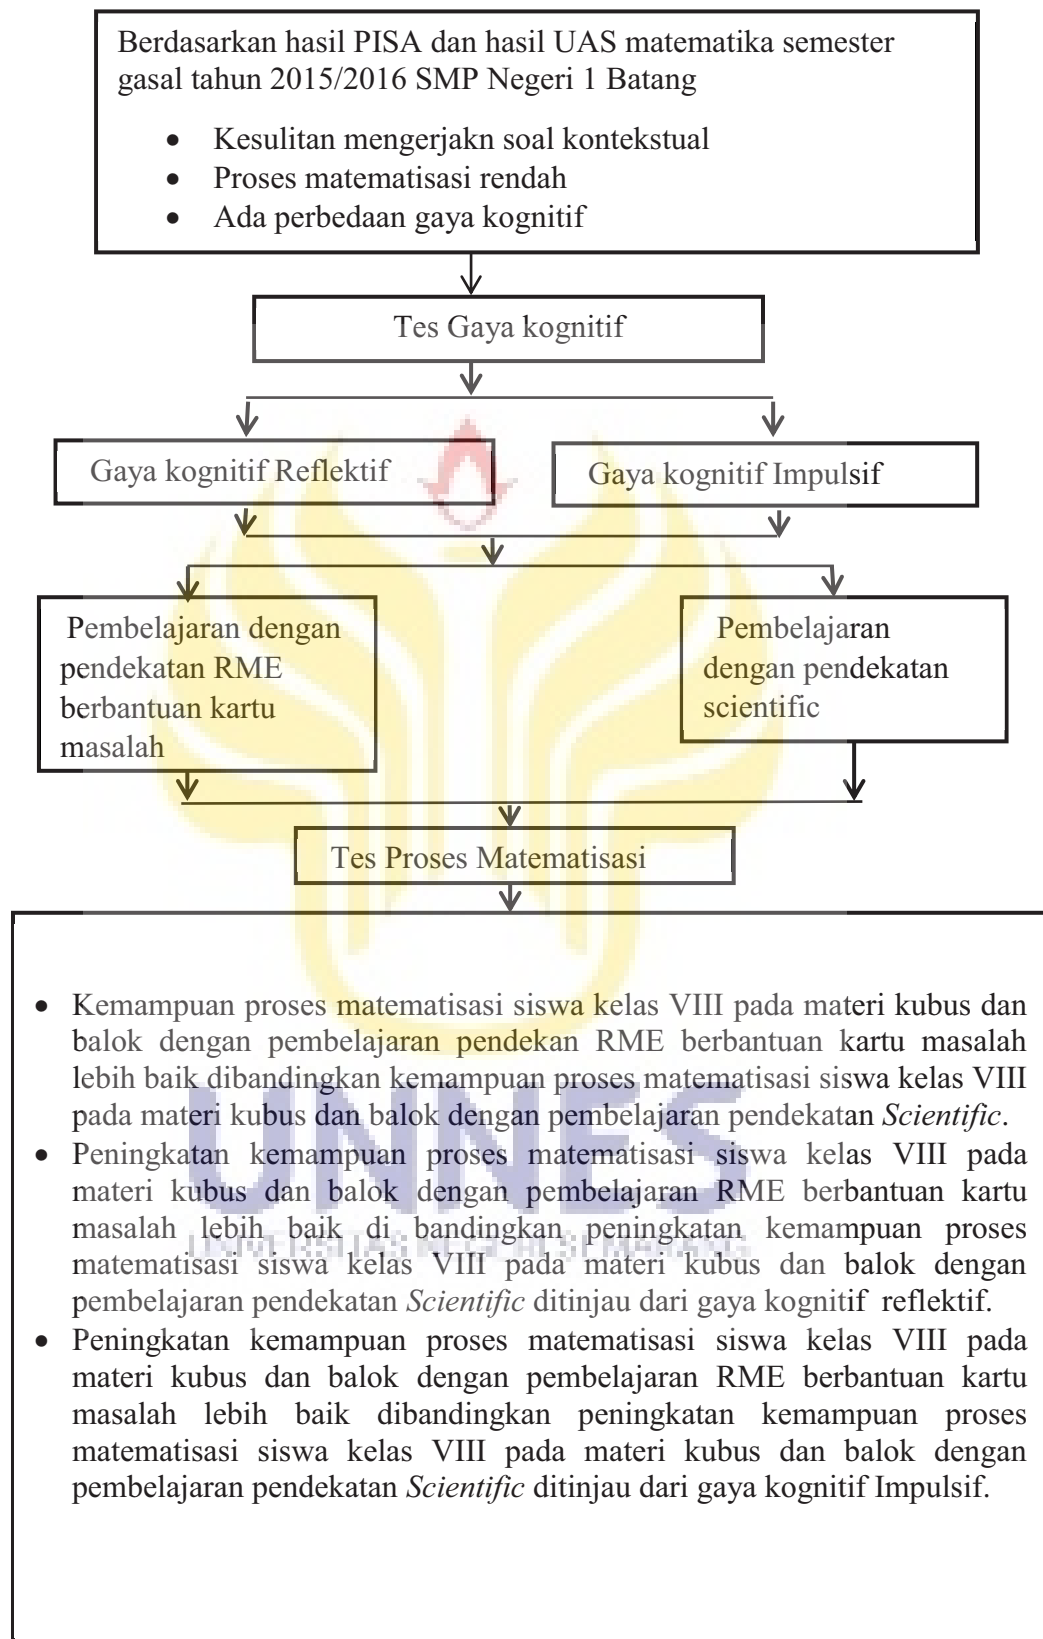 Berdasarkan hasil PISA dan hasil UAS matematika semester
gasal tahun 2015/2016 SMP Negeri 1 Batang
• Kesulitan mengerjakn soal kontekstual
• Proses matematisasi rendah
• Ada perbedaan gaya kognitif
Tes Gaya kognitif
Gaya kognitif Reflektif
Gaya kognitif Impulsif
Pembelajaran dengan
pendekatan RME
berbantuan kartu
masalah
Pembelajaran
dengan pendekatan
scientific
Tes Proses Matematisasi
• Kemampuan proses matematisasi siswa kelas VIII pada materi kubus dan
balok dengan pembelajaran pendekan RME berbantuan kartu masalah
lebih baik dibandingkan kemampuan proses matematisasi siswa kelas VIII
pada materi kubus dan balok dengan pembelajaran pendekatan Scientific.
• Peningkatan kemampuan proses matematisasi siswa kelas VIII pada
materi kubus dan balok dengan pembelajaran RME berbantuan kartu
masalah lebih baik di bandingkan peningkatan kemampuan proses
matematisasi siswa kelas VIII pada materi kubus dan balok dengan
pembelajaran pendekatan Scientific ditinjau dari gaya kognitif reflektif.
• Peningkatan kemampuan proses matematisasi siswa kelas VIII pada
materi kubus dan balok dengan pembelajaran RME berbantuan kartu
masalah lebih baik dibandingkan peningkatan kemampuan proses
matematisasi siswa kelas VIII pada materi kubus dan balok dengan
pembelajaran pendekatan Scientific ditinjau dari gaya kognitif Impulsif.
UNNES
UNIVERSITAS NEGERI SEMARANG